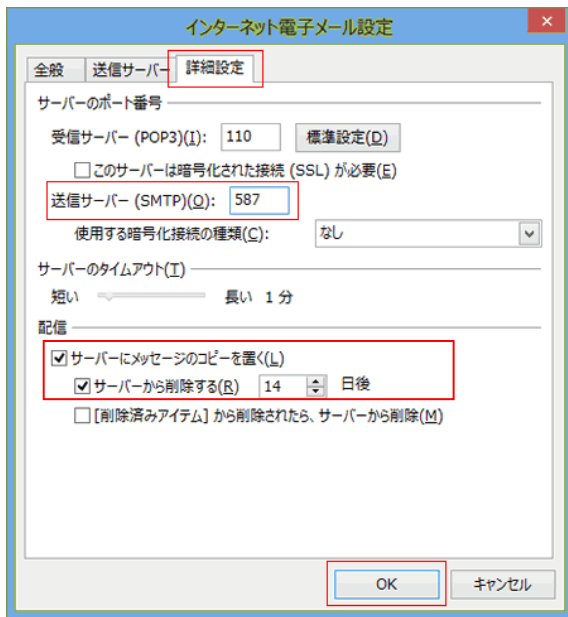 インターネット電子メール設定
全般 送信サーバー 詳細設定
サーバーのポート番号
受信サーバー (POP3)(I): 110 標準設定(D)
このサーバーは暗号化された接続 (SSL) が必要(E)
送信サーバー (SMTP)(O): 587
使用する暗号化接続の種類(C): なし
サーバーのタイムアウト(T)
短い 長い 1 分
配信
サーバーにメッセージのコピーを置く(L)
サーバーから削除する(R) 14 日後
[削除済みアイテム] から削除されたら、サーバーから削除(M)
OK キャンセル